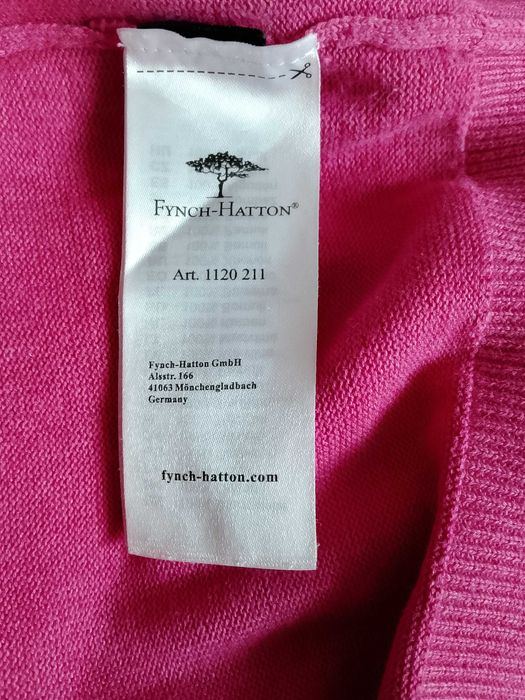 FYNCH-HATTON®
Art. 1120 211
Fynch-Hatton GmbH
Alsstr. 166
41063 Mönchengladbach
Germany
fynch-hatton.com